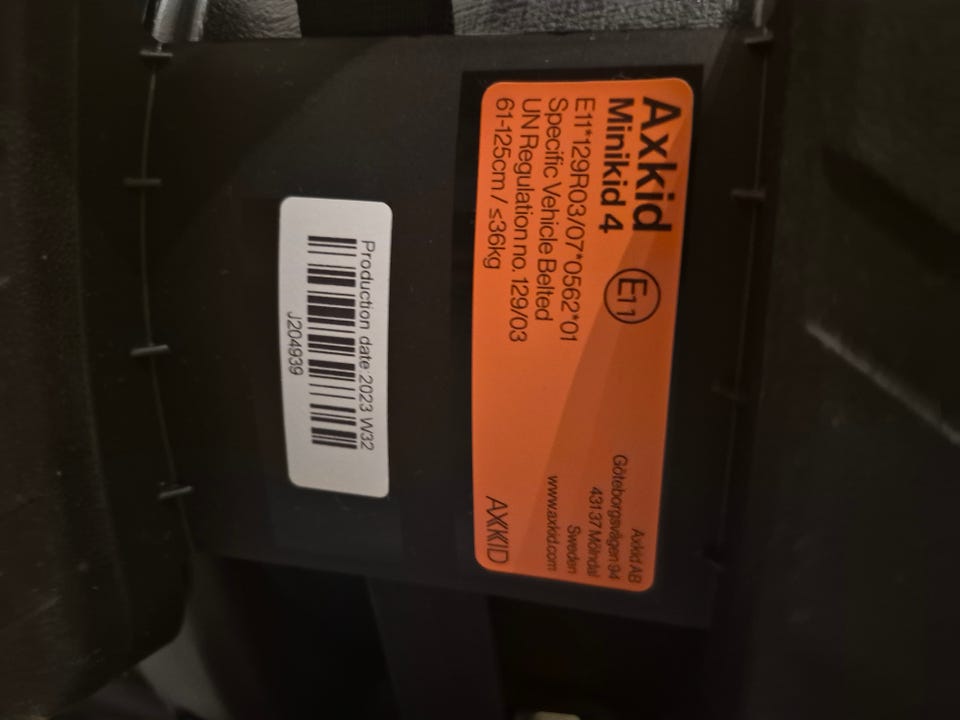 Axkid
Minikid 4
E11
E11*129R03/07*0562*01
Specific Vehicle Belted
UN Regulation no. 129/03
61-125cm / ≤36kg
Axkid AB
Göteborgsvägen 94
43137 Mölndal
Sweden
www.axkid.com
AXKID
Production date:2023 W32
J204939